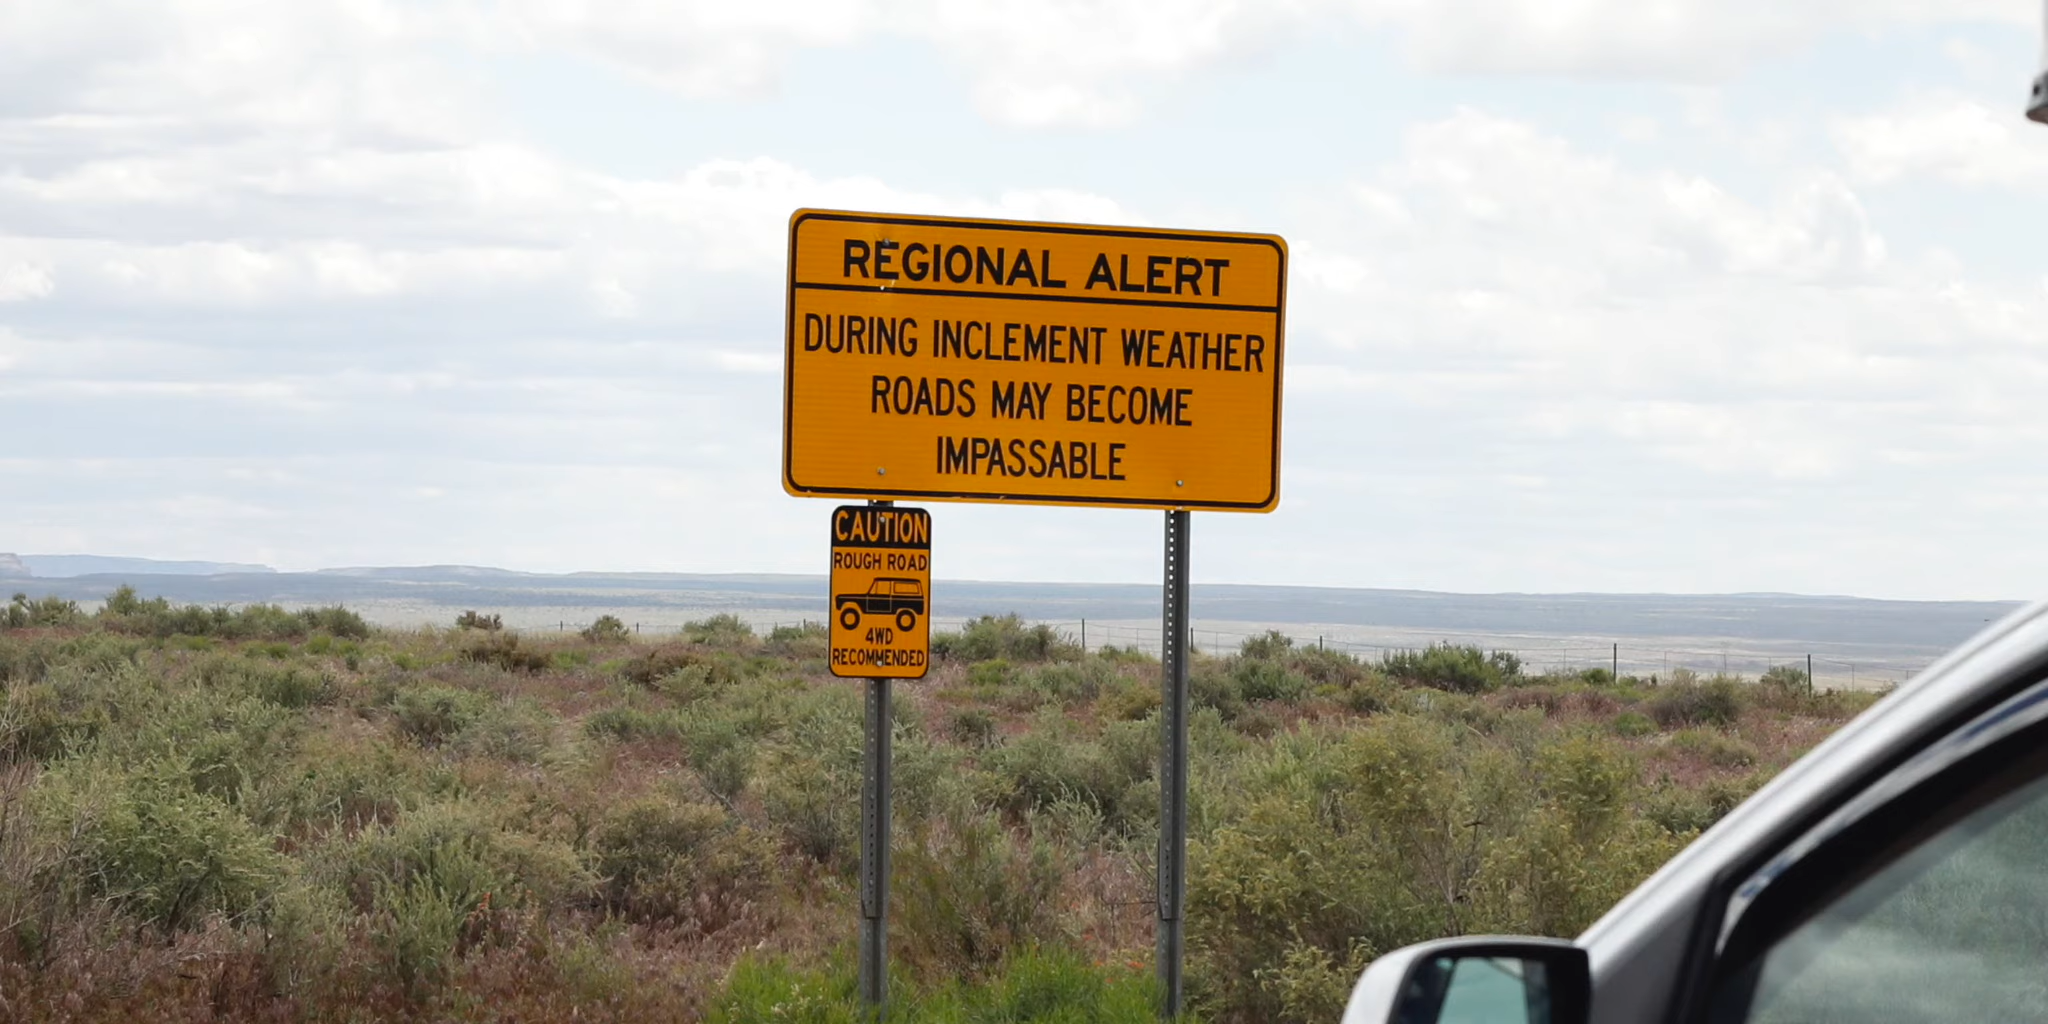 REGIONAL ALERT
DURING INCLEMENT WEATHER
ROADS MAY BECOME
IMPASSABLE
CAUTION
ROUGH ROAD
4WD
RECOMMENDED